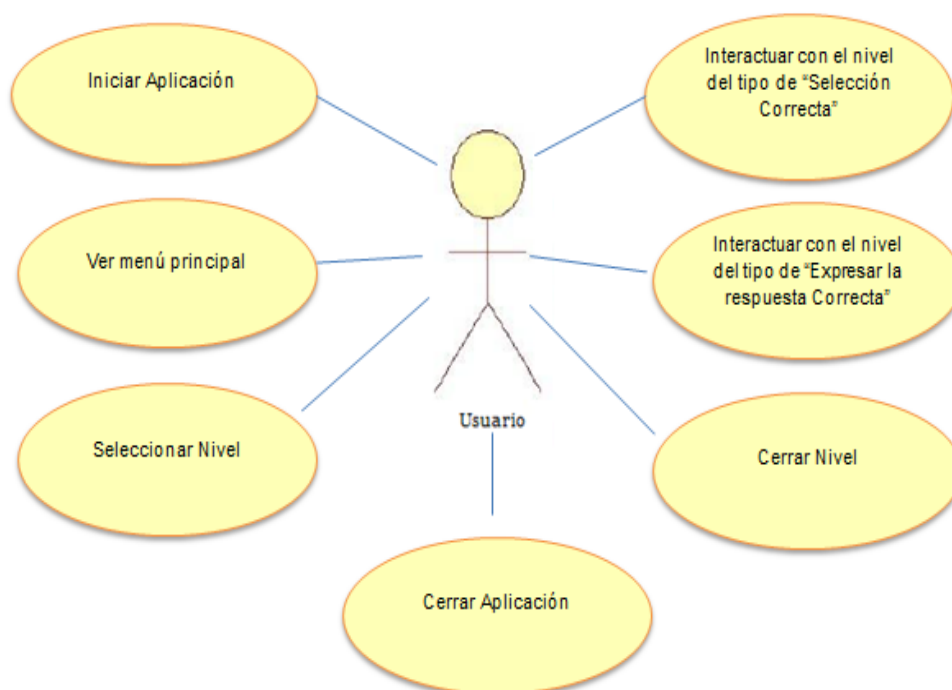 Iniciar Aplicación
Interactuar con el nivel
del tipo de “Selección
Correcta”
Ver menú principal
Interactuar con el nivel
del tipo de “Expresar la
respuesta Correcta”
Usuario
Seleccionar Nivel
Cerrar Nivel
Cerrar Aplicación